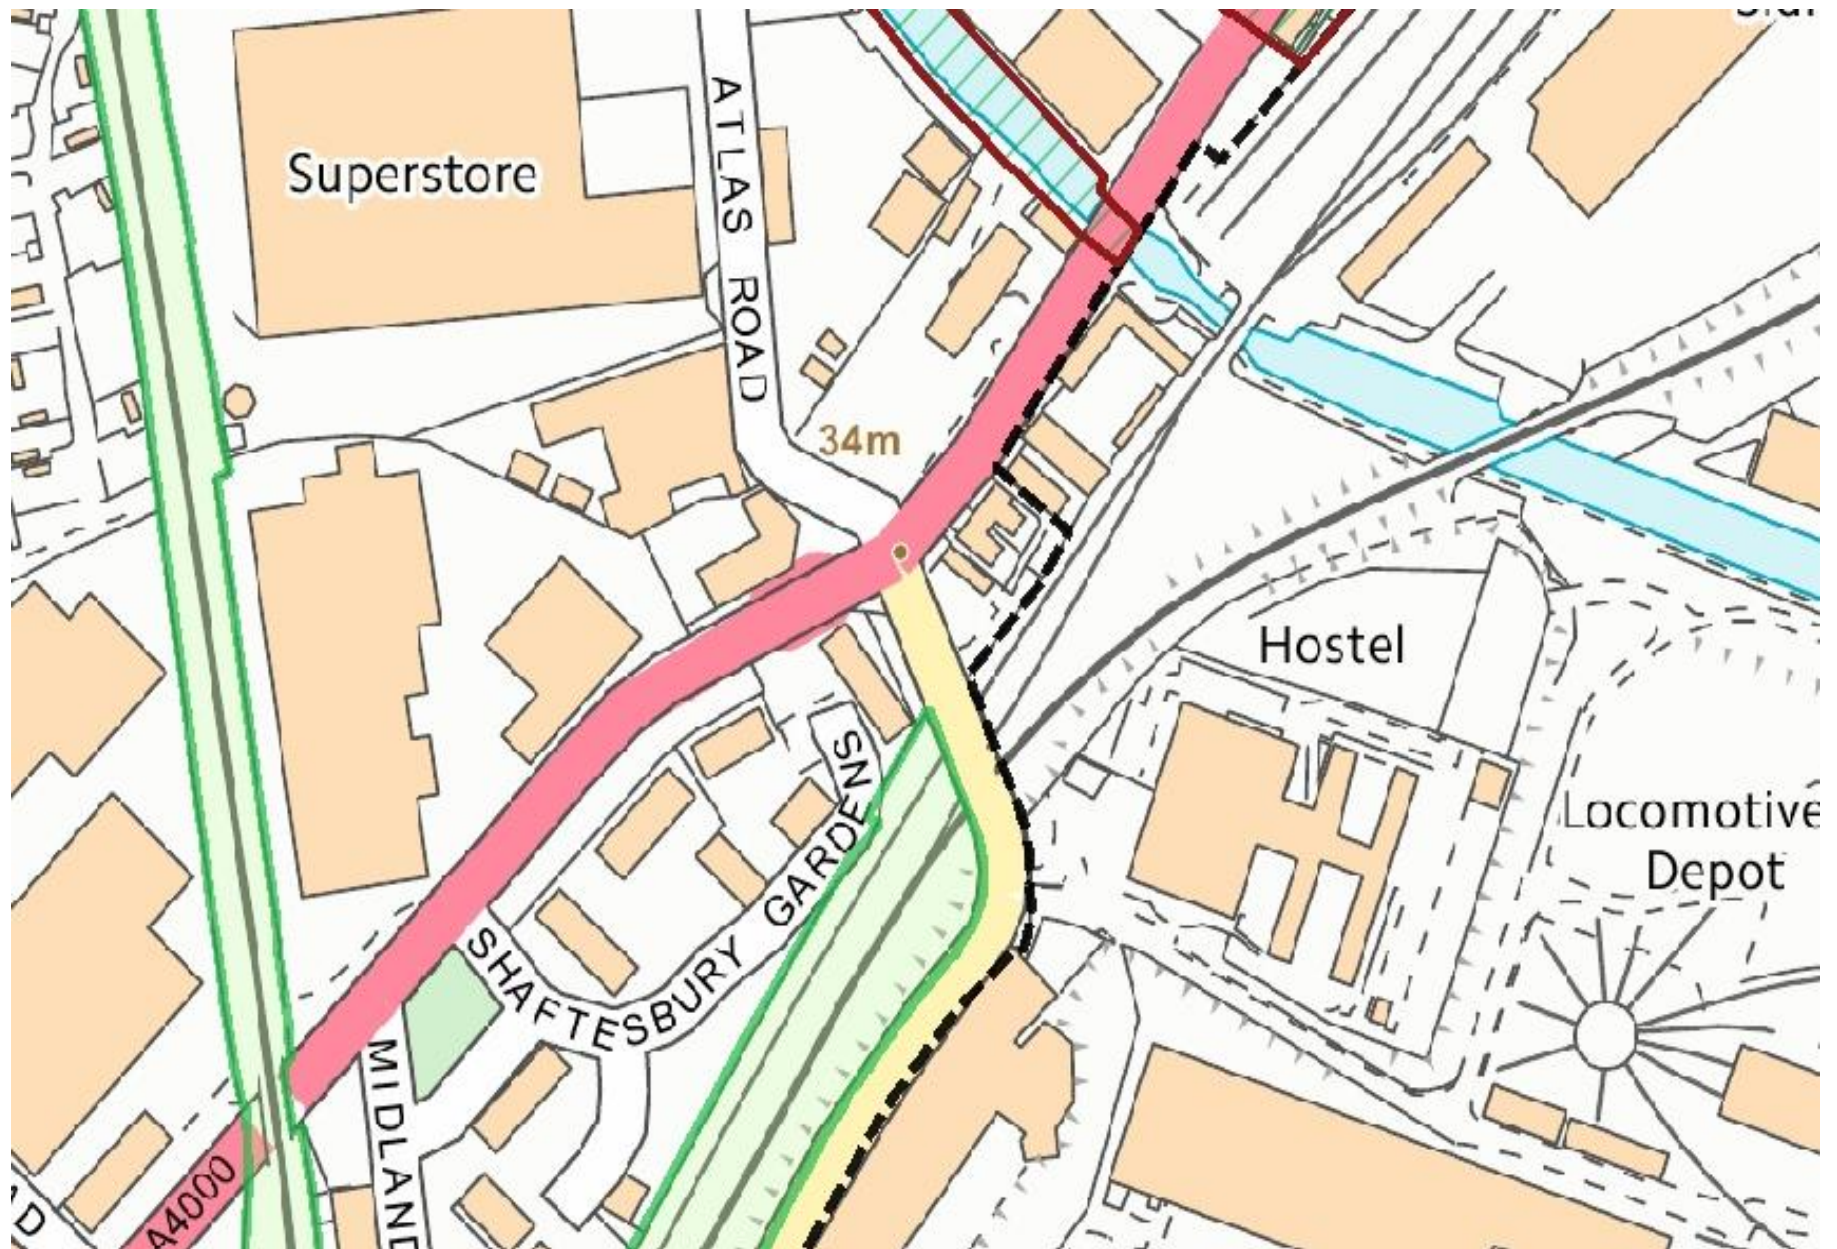 Superstore
ATLAS ROAD
34m
Hostel
Locomotive
Depot
SHAFTESBURY GARDENS
MIDLAND
A4000